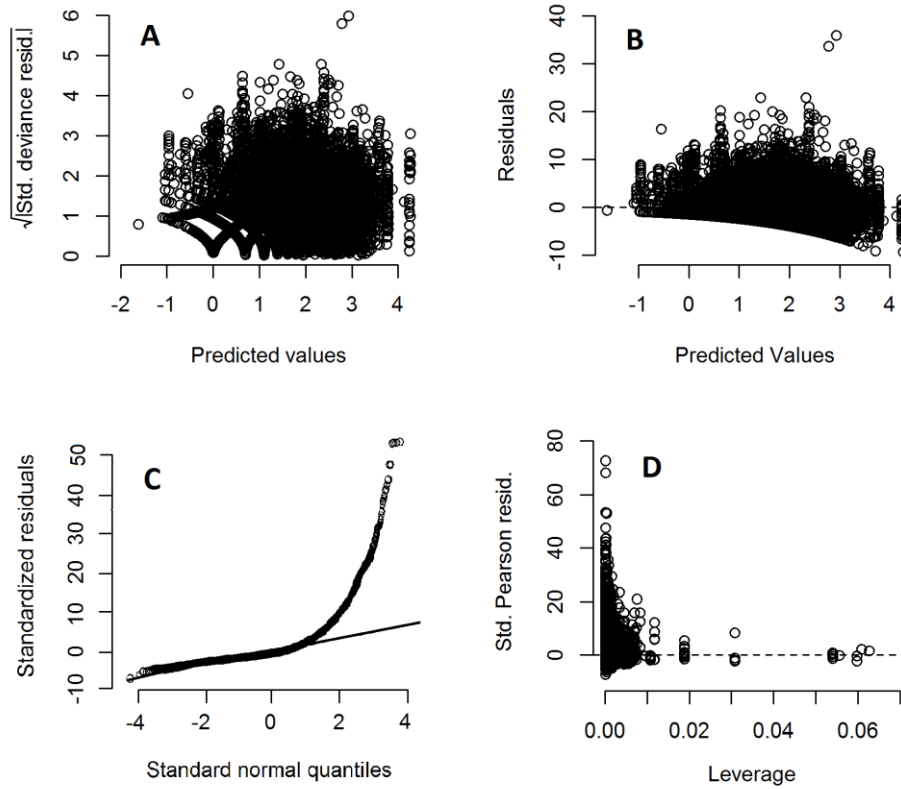 A
√|Std. deviance resid.|
6
5
4
3
2
1
0
-2 -1 0 1 2 3 4
Predicted values
B
Residuals
40
20
10
0
-10
-1 0 1 2 3 4
Predicted Values
C
Standardized residuals
50
40
30
20
10
0
-10
-4 -2 0 2 4
Standard normal quantiles
D
Std. Pearson resid.
80
60
40
20
0
0.00 0.02 0.04 0.06
Leverage